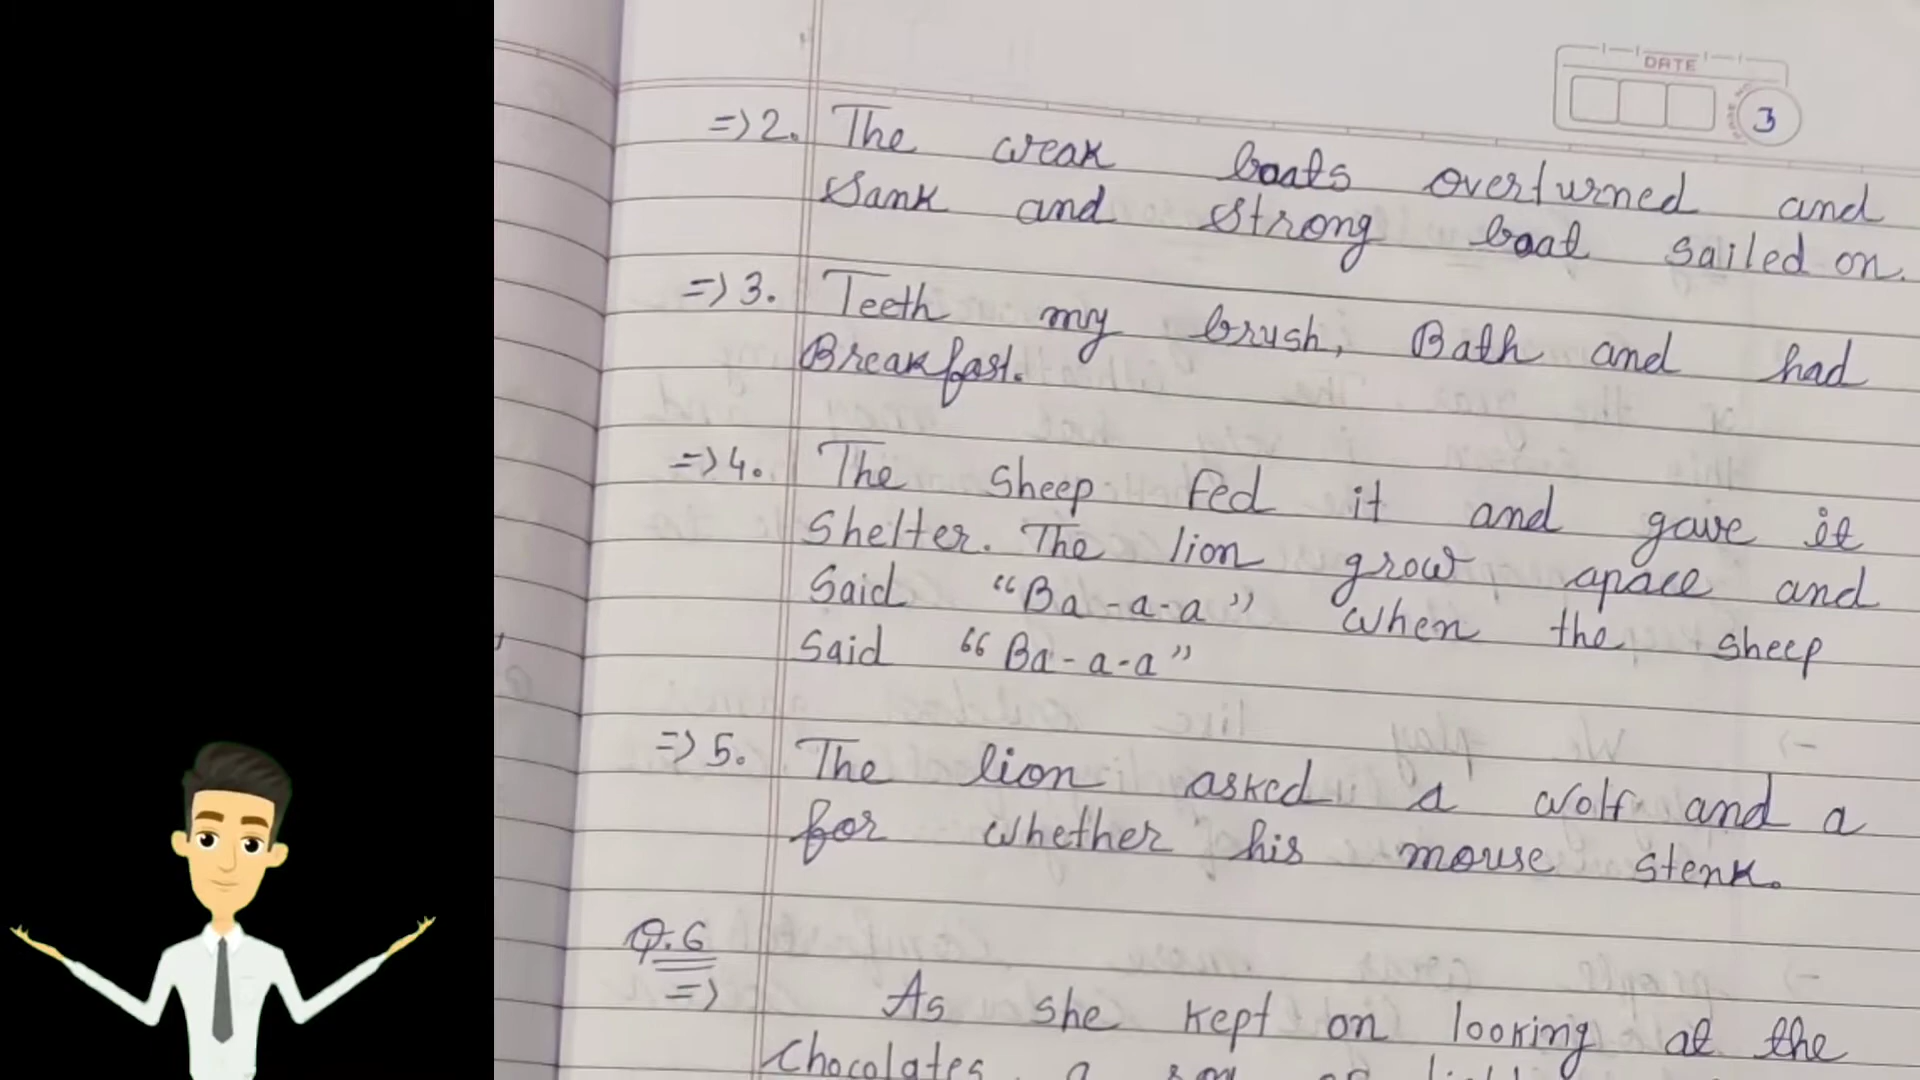 DATE
3
=> 2. The weak boats overturned and
Sank and strong boat sailed on.
=> 3. Teeth my brush, Bath and had
Breakfast.
=> 4. The Sheep Fed it and gave it
Shelter. The lion grow apace and
Said "Ba-a-a" when the sheep
Said "Ba-a-a"
=> 5. The lion asked a wolf and a
for whether his mouse stenk.
Q.6
=> As she kept on looking at the
Chocolates, a